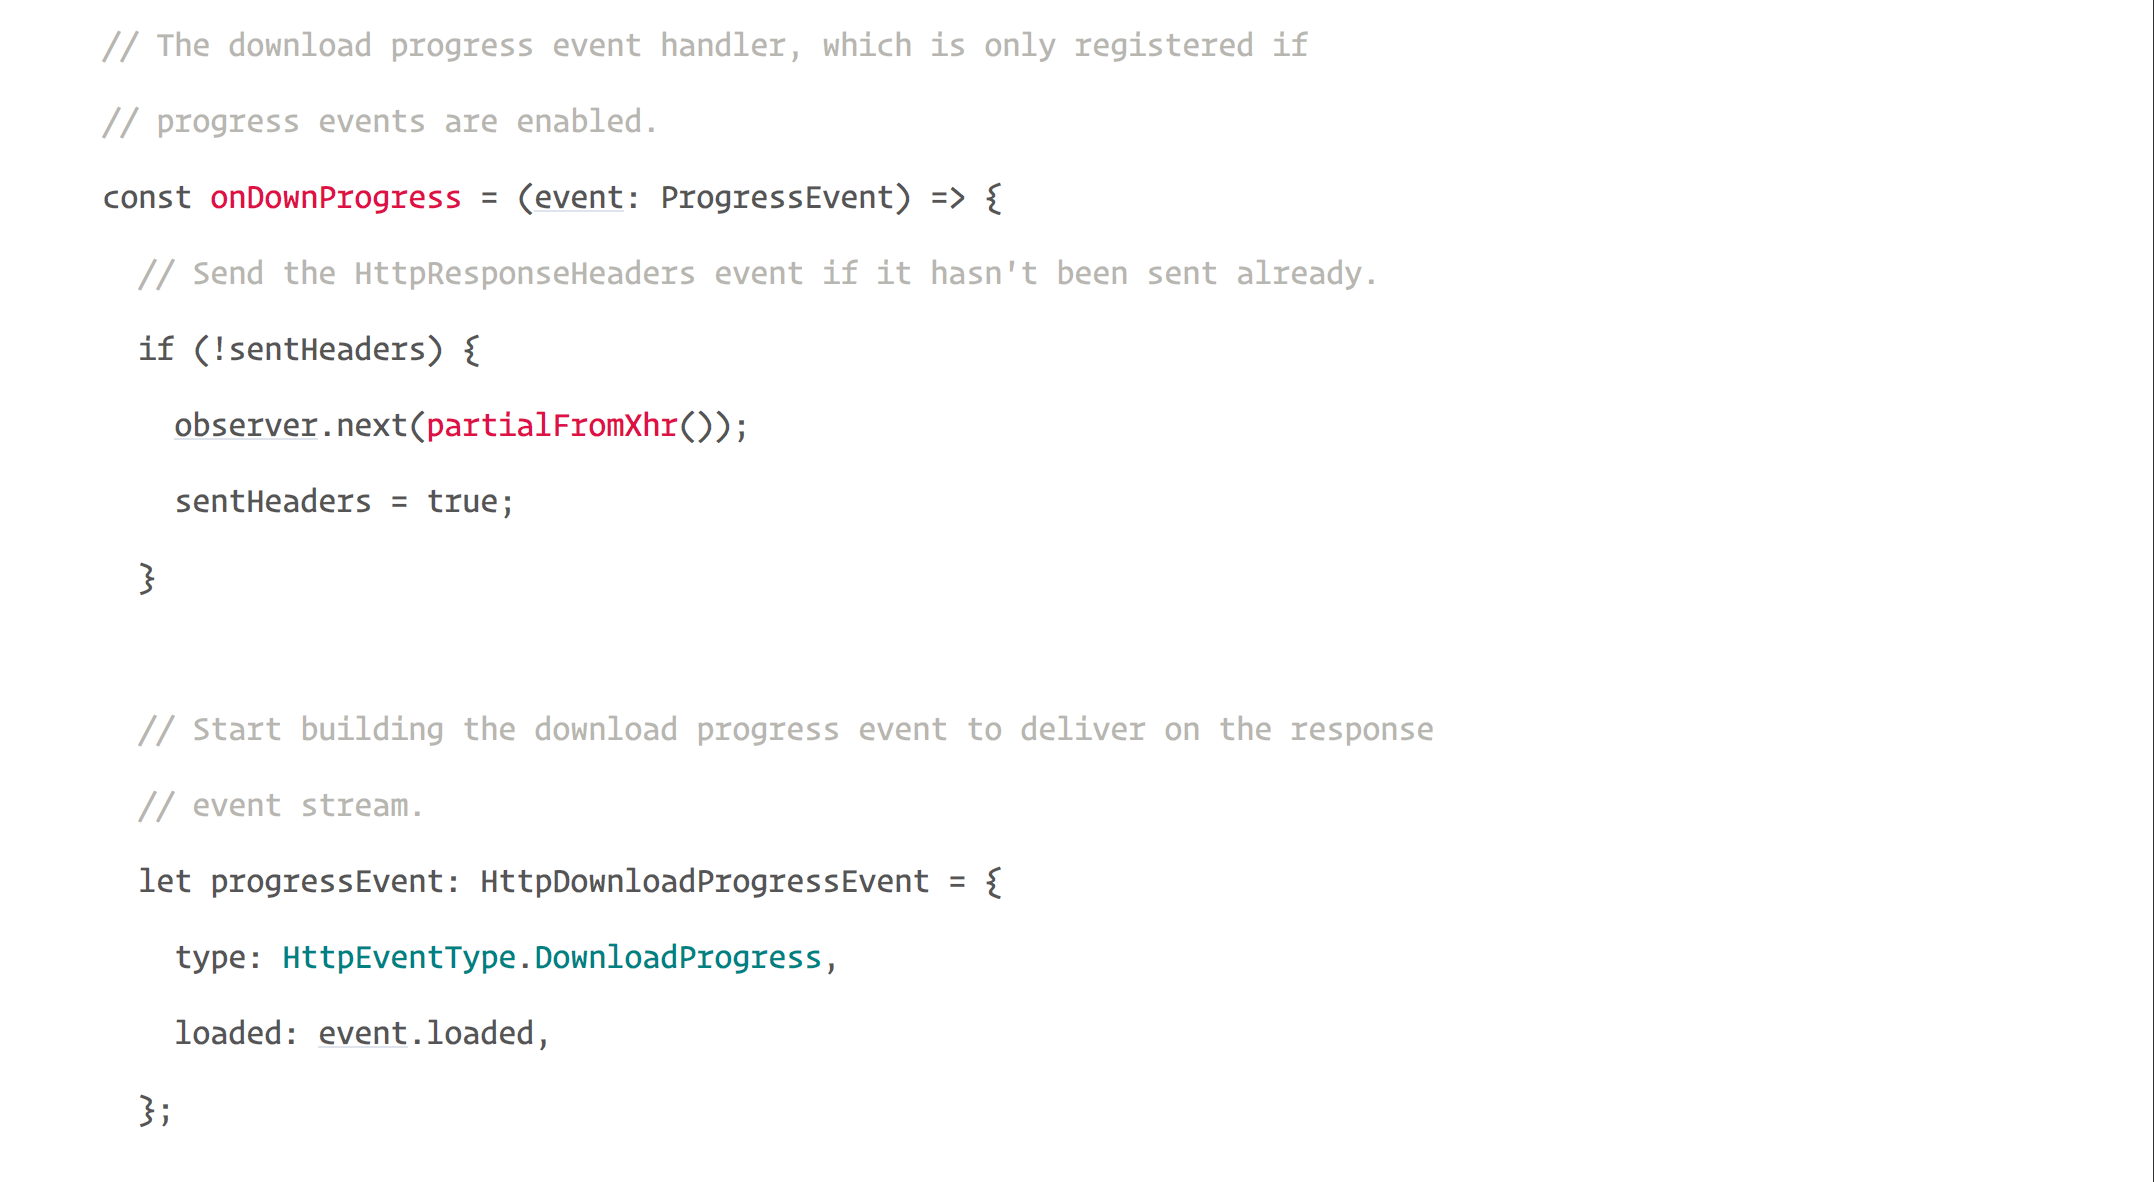 // The download progress event handler, which is only registered if
// progress events are enabled.
const onDownProgress = (event: ProgressEvent) => {
// Send the HttpResponseHeaders event if it hasn't been sent already.
if (!sentHeaders) {
observer.next(partialFromXhr());
sentHeaders = true;
}
// Start building the download progress event to deliver on the response
// event stream.
let progressEvent: HttpDownloadProgressEvent = {
type: HttpEventType.DownloadProgress,
loaded: event.loaded,
};